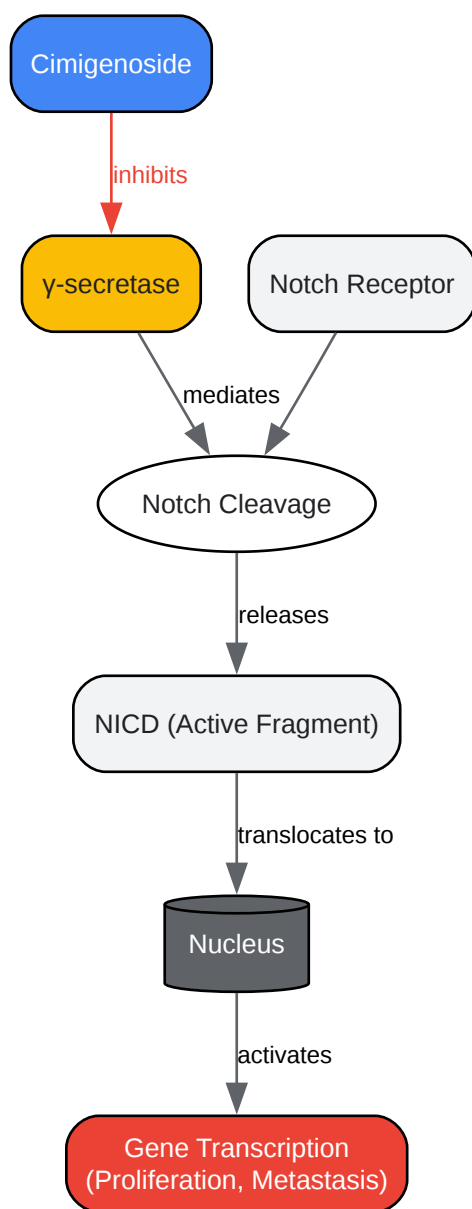 Cimigenoside
inhibits
γ-secretase
Notch Receptor
mediates
Notch Cleavage
releases
NICD (Active Fragment)
translocates to
Nucleus
activates
Gene Transcription
(Proliferation, Metastasis)